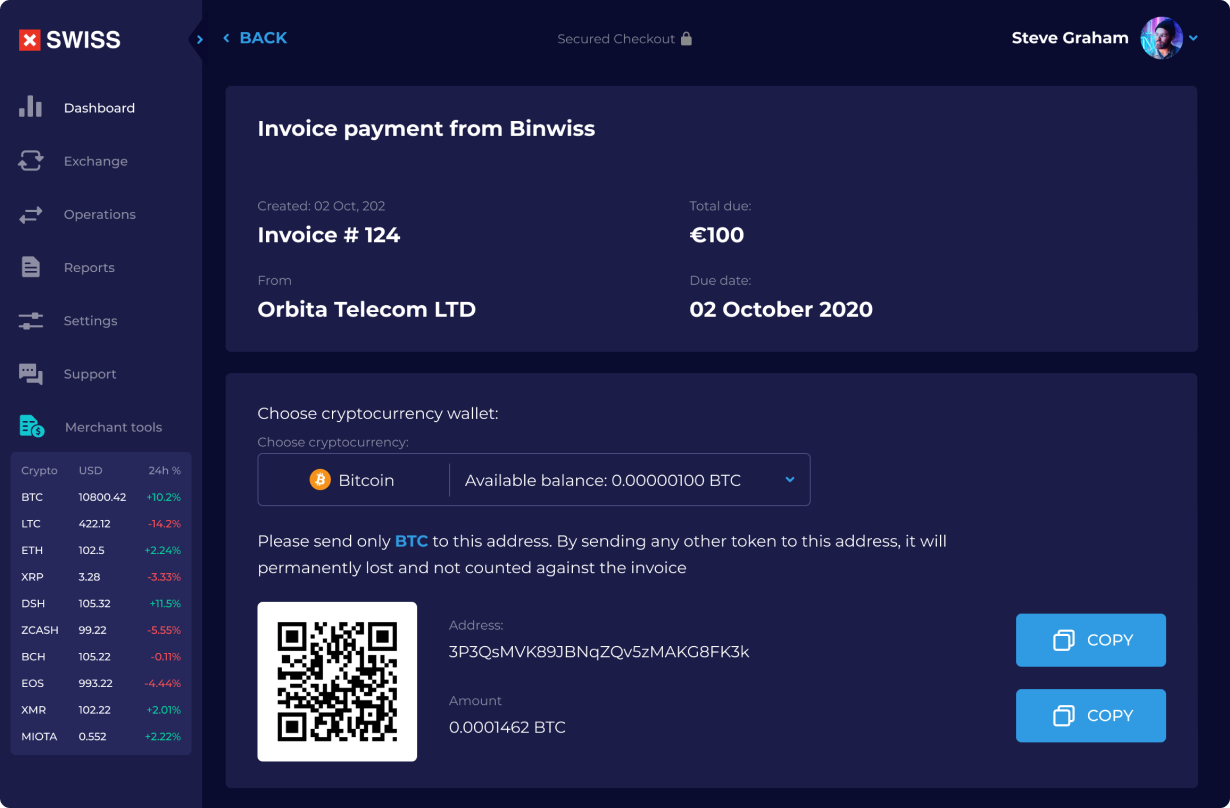 SWISS
BACK
Secured Checkout
Steve Graham
Dashboard
Exchange
Operations
Reports
Settings
Support
Merchant tools
Crypto USD 24h %
BTC 10800.42 +10.2%
LTC 422.12 -14.2%
ETH 102.5 +2.24%
XRP 3.28 -3.33%
DSH 105.32 +11.5%
ZCASH 99.22 -5.55%
BCH 105.22 -0.11%
EOS 993.22 -4.44%
XMR 102.22 +2.01%
MIOTA 0.552 +2.22%
Invoice payment from Binwiss
Created: 02 Oct, 202
Invoice # 124
Total due:
€100
From
Orbita Telecom LTD
Due date:
02 October 2020
Choose cryptocurrency wallet:
Choose cryptocurrency:
Bitcoin Available balance: 0.00000100 BTC
Please send only BTC to this address. By sending any other token to this address, it will
permanently lost and not counted against the invoice
Address:
3P3QsMVK89JBNqZQv5zMAKG8FK3k
COPY
Amount
0.0001462 BTC
COPY